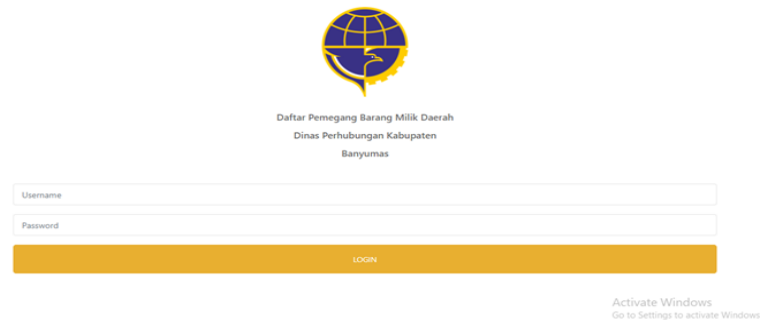 Daftar Pemegang Barang Milik Daerah
Dinas Perhubungan Kabupaten
Banyumas
Username
Password
LOGIN
Activate Windows
Go to Settings to activate Windows